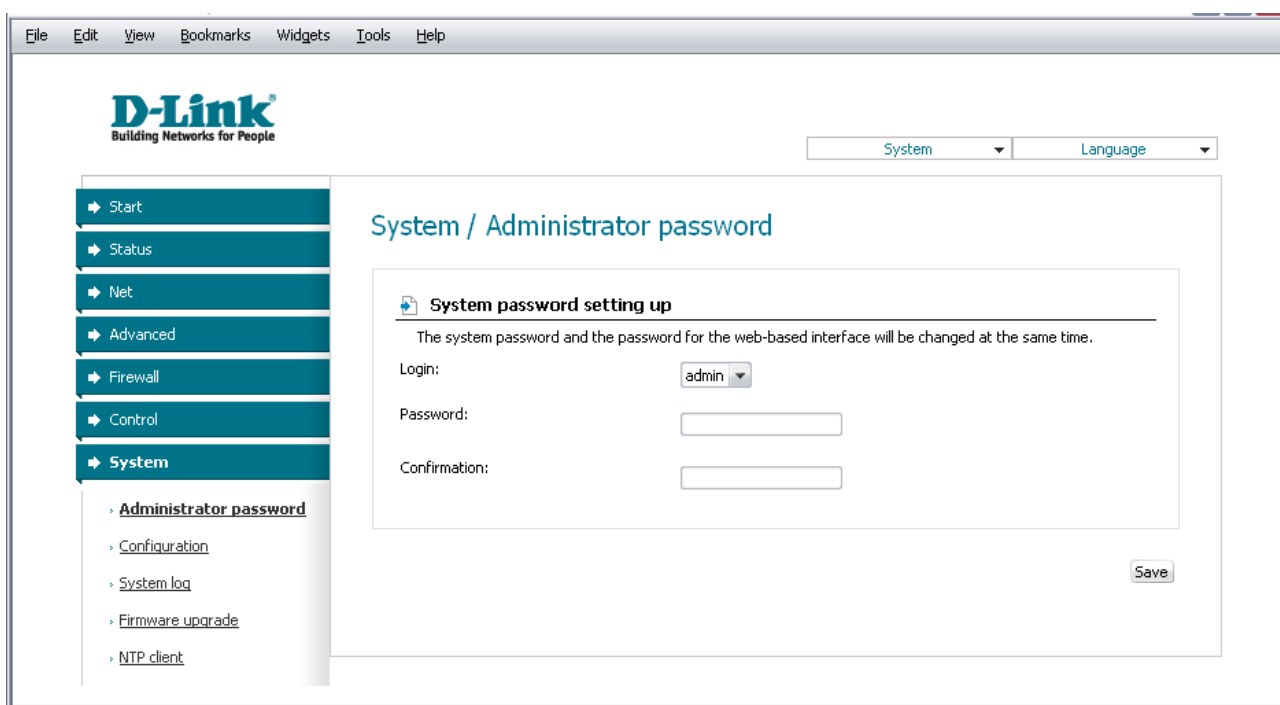 File Edit View Bookmarks Widgets Tools Help
D-Link®
Building Networks for People
System Language
Start
Status
Net
Advanced
Firewall
Control
System
Administrator password
Configuration
System log
Firmware upgrade
NTP client
System / Administrator password
System password setting up
The system password and the password for the web-based interface will be changed at the same time.
Login: admin
Password:
Confirmation:
Save